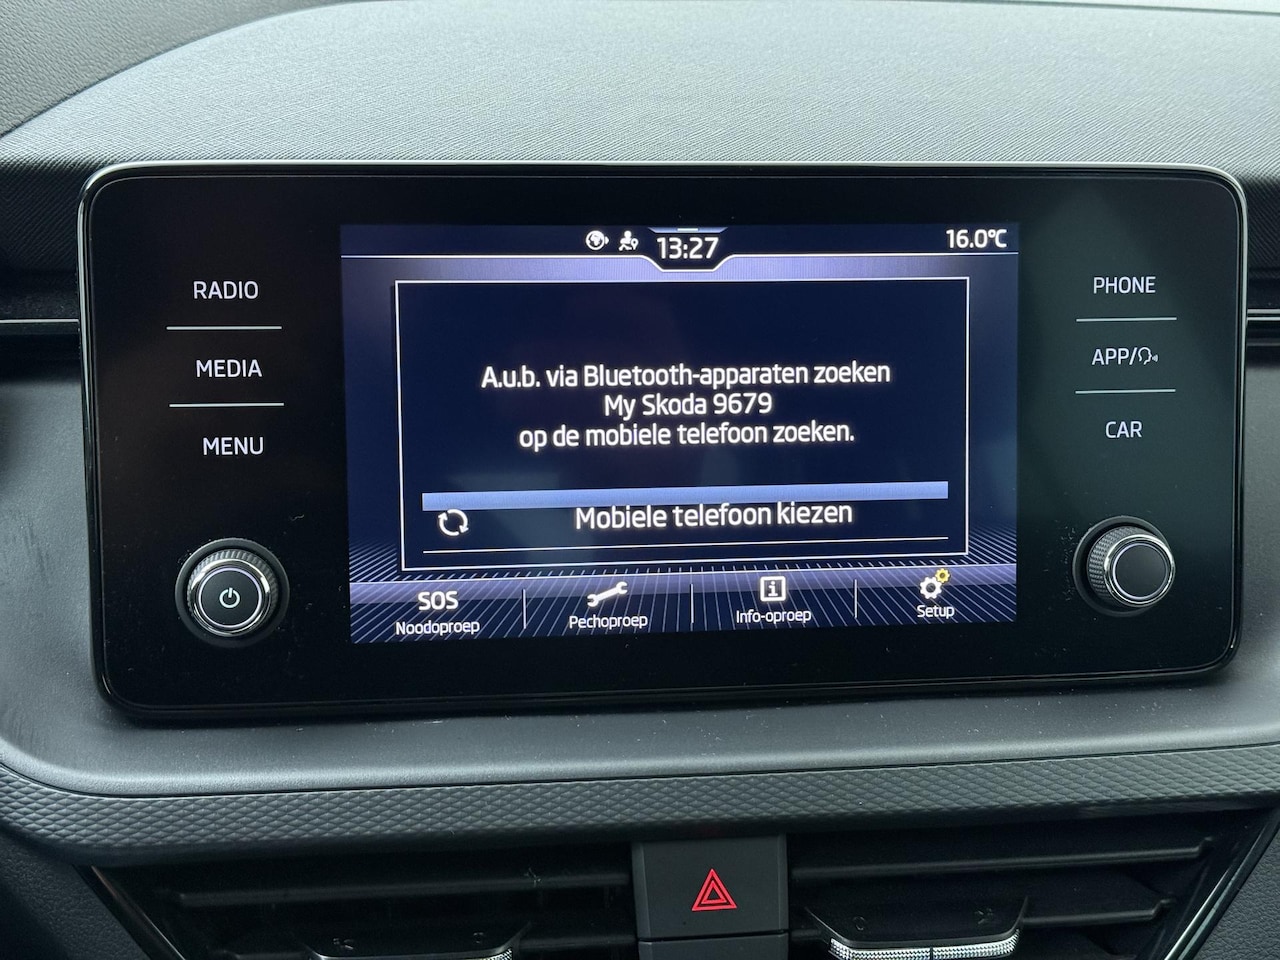 13:27
16.0°C
RADIO
MEDIA
MENU
A.u.b. via Bluetooth-apparaten zoeken
My Skoda 9679
op de mobiele telefoon zoeken.
Mobiele telefoon kiezen
SOS
Noodoproep
Pechoproep
Info-oproep
Setup
PHONE
APP/
CAR